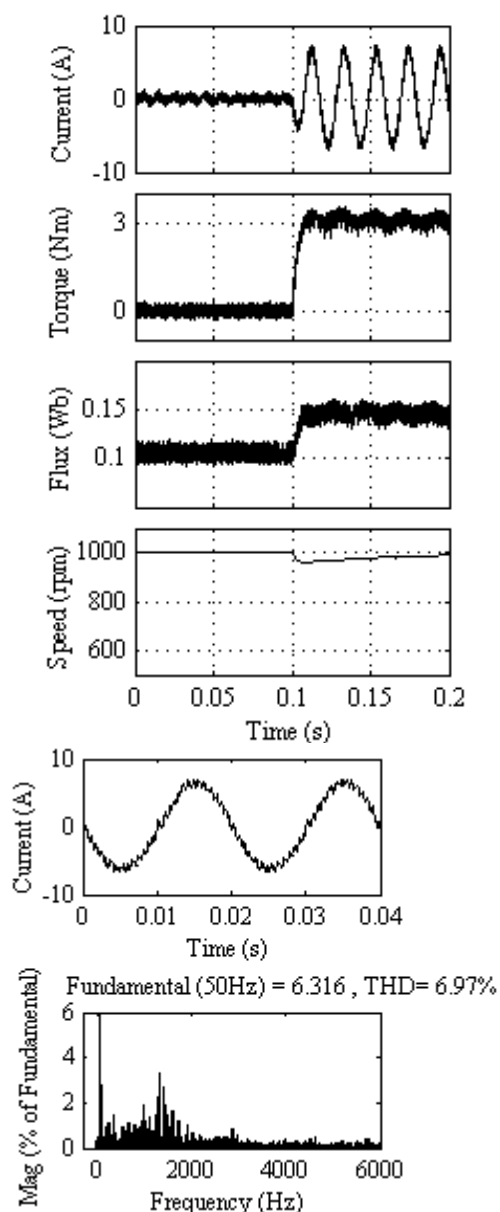 10
0
-10
Current (A)
3
0
Torque (Nm)
0.15
0.1
Flux (Wb)
1000
800
600
Speed (rpm)
0 0.05 0.1 0.15 0.2
Time (s)
10
0
-10
Current (A)
0 0.01 0.02 0.03 0.04
Time (s)
Fundamental (50Hz) = 6.316 , THD= 6.97%
6
4
2
0
Mag (% of Fundamental)
0 2000 4000 6000
Frequency (Hz)